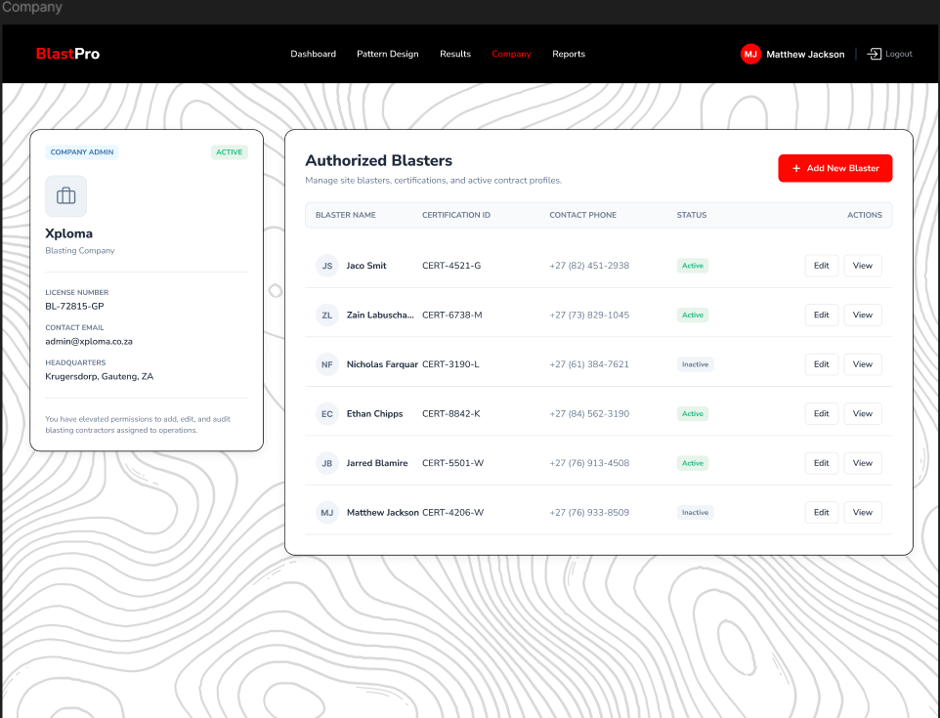 Company
BlastPro
Dashboard Pattern Design Results Company Reports
MJ Matthew Jackson Logout
COMPANY ADMIN ACTIVE
Xploma
Blasting Company
LICENSE NUMBER
BL-72815-GP
CONTACT EMAIL
admin@xploma.co.za
HEADQUARTERS
Krugersdorp, Gauteng, ZA
You have elevated permissions to add, edit, and audit
blasting contractors assigned to operations.
Authorized Blasters
Manage site blasters, certifications, and active contract profiles.
+ Add New Blaster
BLASTER NAME CERTIFICATION ID CONTACT PHONE STATUS ACTIONS
JS Jaco Smit CERT-4521-G +27 (82) 451-2938 Active Edit View
ZL Zain Labuscha... CERT-6738-M +27 (73) 829-1045 Active Edit View
NF Nicholas Farquar CERT-3190-L +27 (61) 384-7621 Inactive Edit View
EC Ethan Chipps CERT-8842-K +27 (84) 562-3190 Active Edit View
JB Jarred Blamire CERT-5501-W +27 (76) 913-4508 Active Edit View
MJ Matthew Jackson CERT-4206-W +27 (76) 933-8509 Inactive Edit View